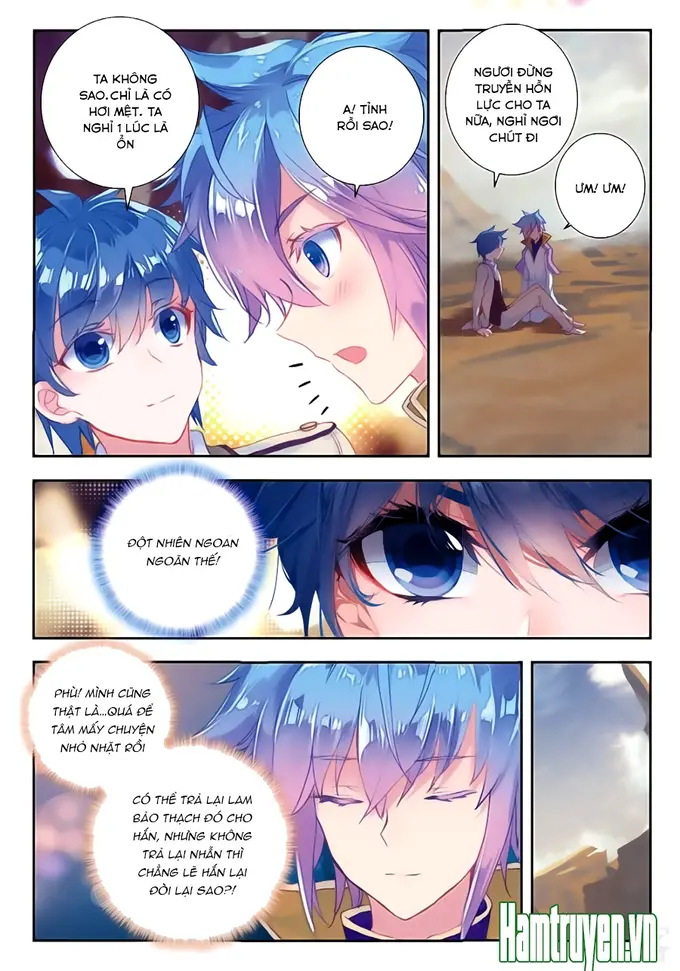 TA KHÔNG
SAO.CHỈ LÀ CÓ
HƠI MỆT. TA
NGHỈ 1 LÚC LÀ
ỔN
A! TỈNH
RỒI SAO!
NGƯƠI ĐỪNG
TRUYỀN HỒN
LỰC CHO TA
NỮA, NGHỈ NGƠI
CHÚT ĐI
ƯM! ƯM!
ĐỘT NHIÊN NGOAN
NGOÃN THẾ!
PHÙ! MÌNH CŨNG
THẬT LÀ...QUÁ ĐỂ
TÂM MẤY CHUYỆN
NHỎ NHẶT RỒI
CÓ THỂ TRẢ LẠI LAM
BẢO THẠCH ĐÓ CHO
HẮN, NHƯNG KHÔNG
TRẢ LẠI NHẪN THÌ
CHẲNG LẼ HẮN LẠI
ĐÒI LẠI SAO?!
Hamtruyen.vn